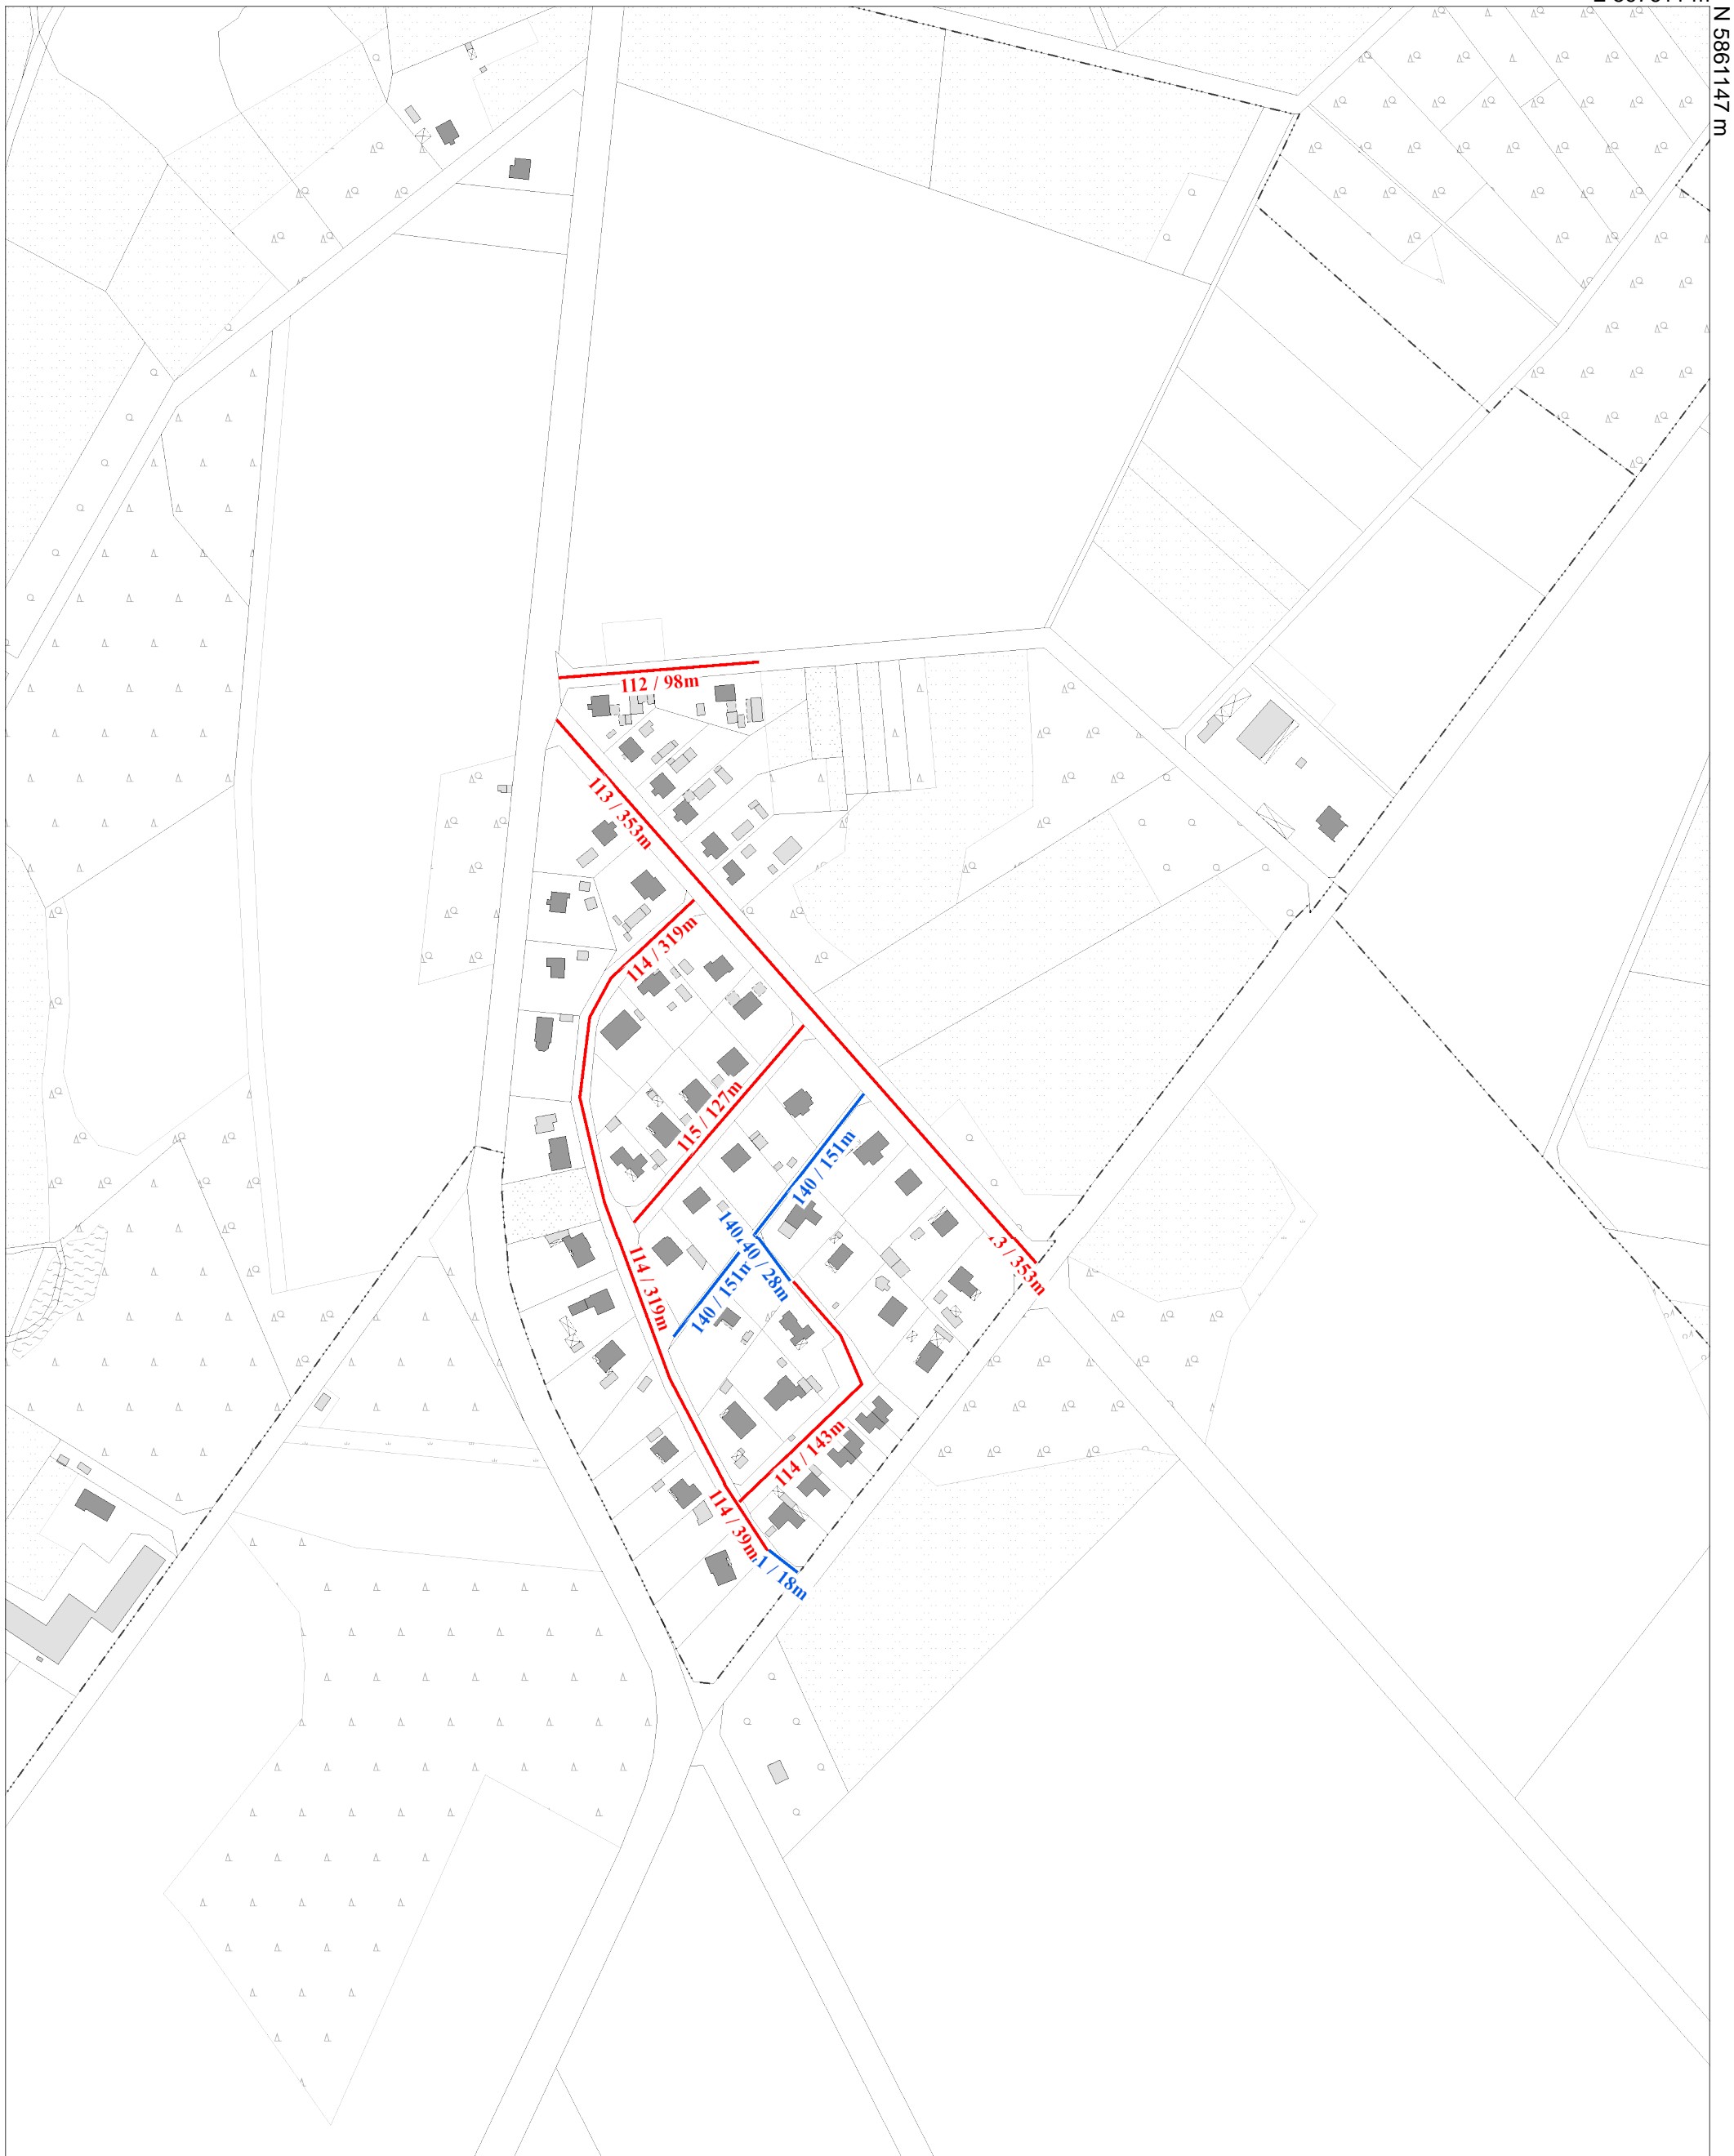 N 5861147 m
112 / 98m
113 / 353m
114 / 319m
115 / 127m
140 / 151m
140
40 / 28m
140 / 151m
3 / 353m
114 / 319m
114 / 143m
114 / 39m
1 / 18m